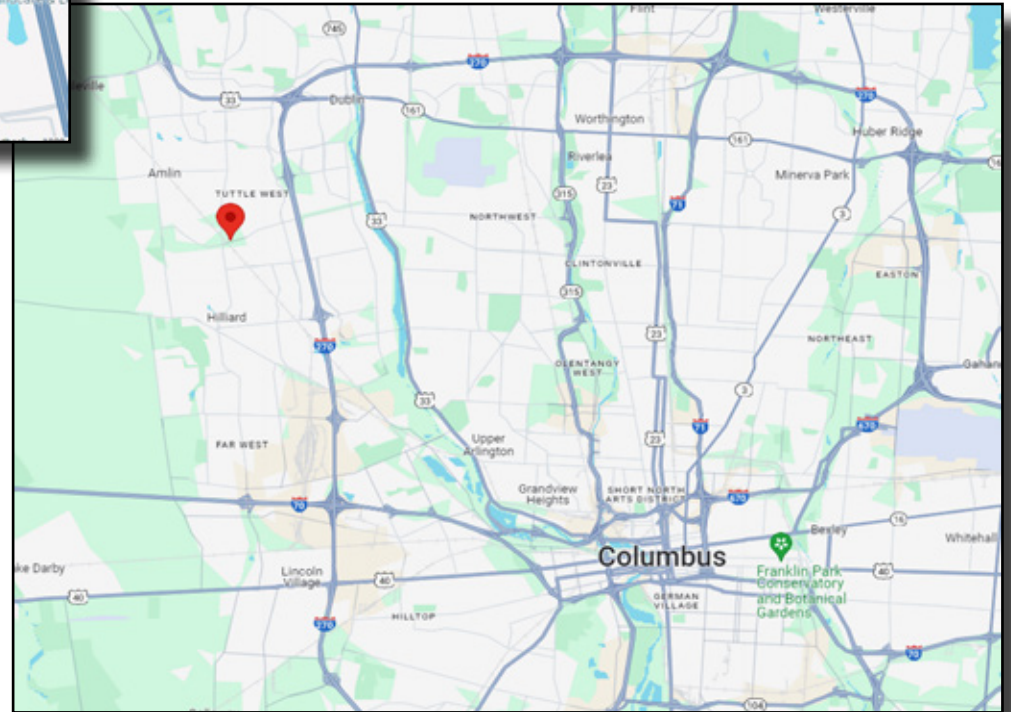 Flint
Westerville
745
270
33
Dublin
161
270
Worthington
161
Huber Ridge
Riverlea
Amlin
TUTTLE WEST
23
Minerva Park
315
71
33
NORTHWEST
3
CLINTONVILLE
EASTON
315
Hilliard
23
270
NORTHEAST
OLENTANGY
WEST
3
33
71
670
FAR WEST
Upper
Arlington
23
Grandview
Heights
SHORT NORTH
ARTS DISTRICT
670
70
16
Bexley
Whitehall
Columbus
Lincoln
Village
40
Franklin Park
Conservatory
and Botanical
Gardens
40
40
GERMAN
VILLAGE
HILLTOP
270
70
104